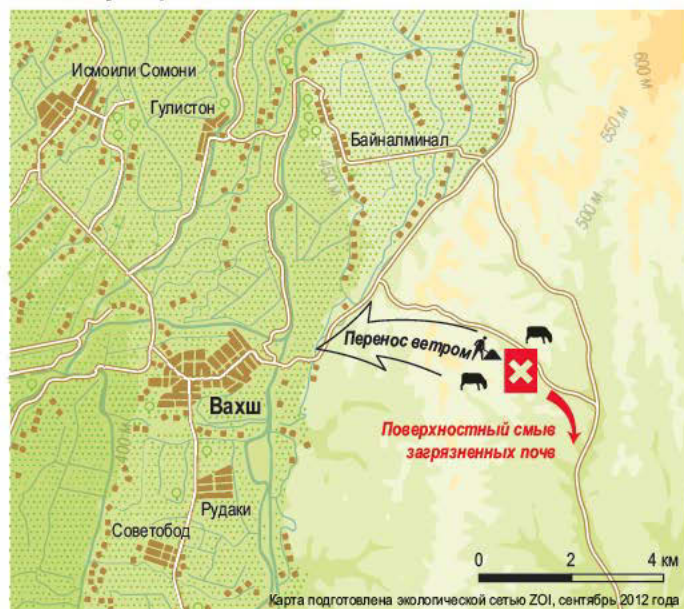 Исмоили Сомони
Гулистон
Байналминал
600 м
550 м
500 м
450 м
Перенос ветром
Вахш
400 м
Поверхностный смыв
загрязненных почв
Рудаки
Советобод
0 2 4 км
Карта подготовлена экологической сетью ZOI, сентябрь 2012 года